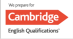 We prepare for
Cambridge
English Qualifications